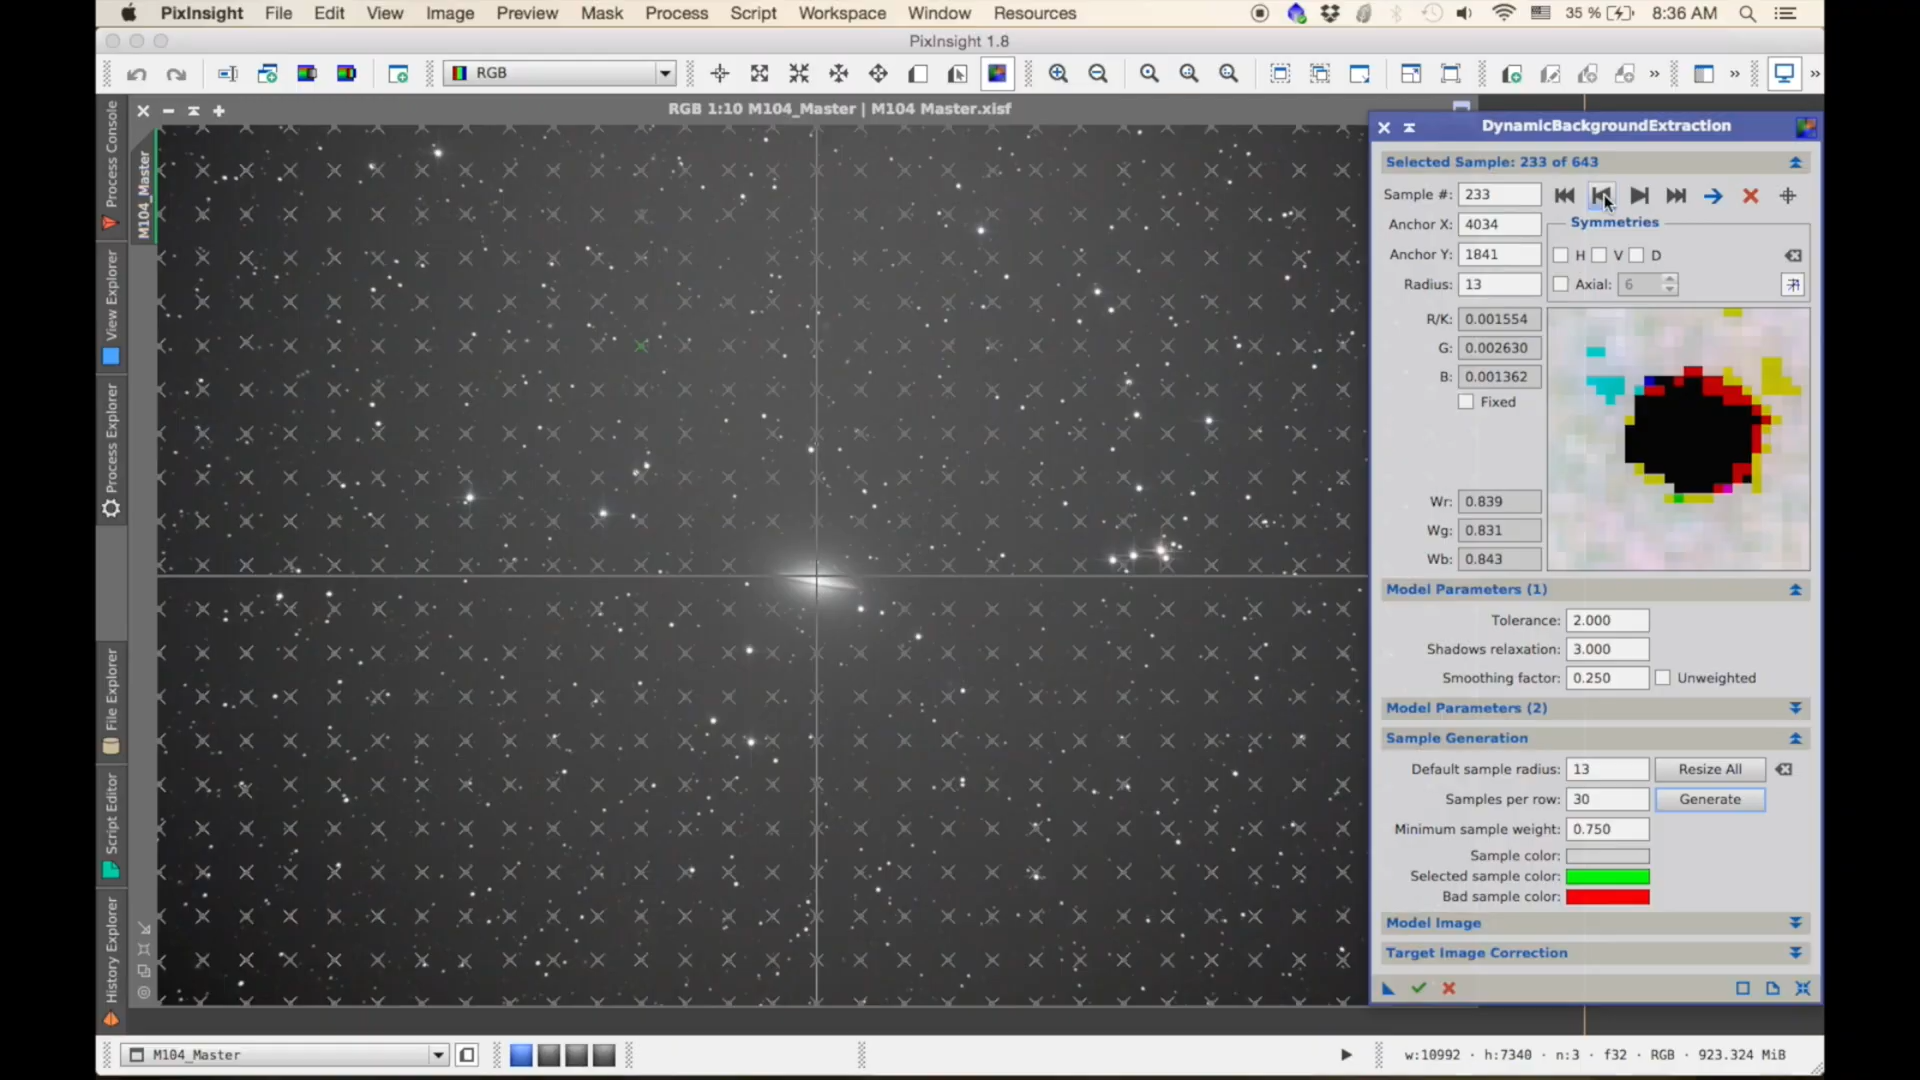 PixInsight File Edit View Image Preview Mask Process Script Workspace Window Resources 35 % 8:36 AM
PixInsight 1.8
RGB
RGB 1:10 M104_Master | M104 Master.xisf
Process Console
View Explorer
Process Explorer
File Explorer
Script Editor
History Explorer
M104_Master
DynamicBackgroundExtraction
Selected Sample: 233 of 643
Sample #: 233
Anchor X: 4034
Symmetries
Anchor Y: 1841
H V D
Radius: 13
Axial: 6
R/K: 0.001554
G: 0.002630
B: 0.001362
Fixed
Wr: 0.839
Wg: 0.831
Wb: 0.843
Model Parameters (1)
Tolerance: 2.000
Shadows relaxation: 3.000
Smoothing factor: 0.250 Unweighted
Model Parameters (2)
Sample Generation
Default sample radius: 13 Resize All
Samples per row: 30 Generate
Minimum sample weight: 0.750
Sample color:
Selected sample color:
Bad sample color:
Model Image
Target Image Correction
M104_Master
w:10992 · h:7340 · n:3 · f32 · RGB · 923.324 MiB